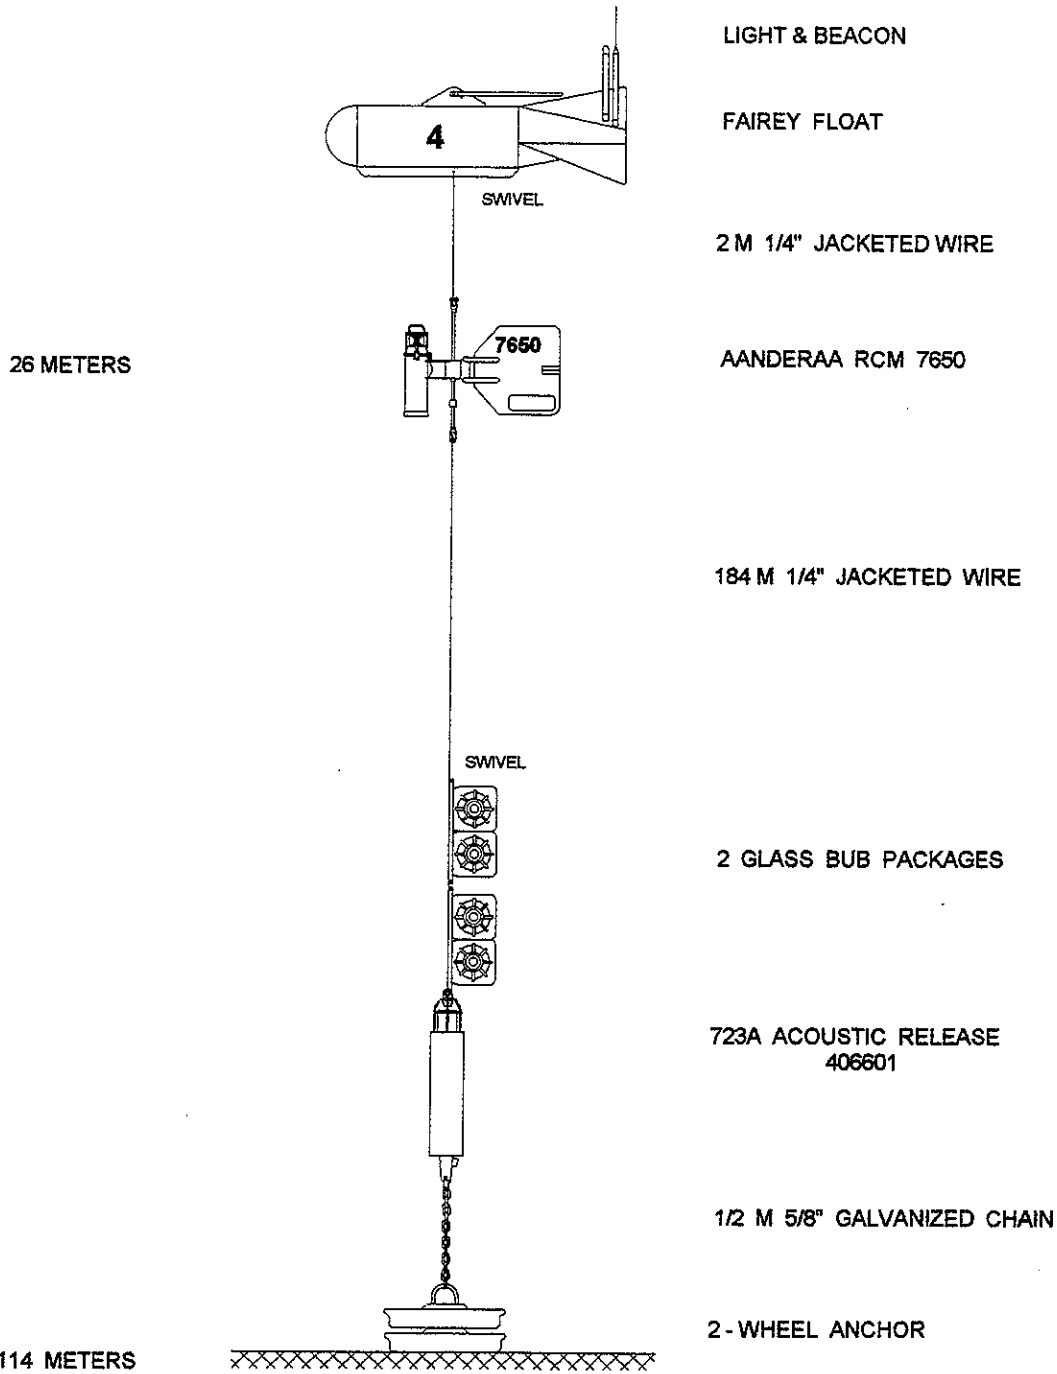 LIGHT & BEACON
FAIREY FLOAT
4
SWIVEL
2 M 1/4" JACKETED WIRE
7650
26 METERS
AANDERAA RCM 7650
184 M 1/4" JACKETED WIRE
SWIVEL
2 GLASS BUB PACKAGES
723A ACOUSTIC RELEASE
406601
1/2 M 5/8" GALVANIZED CHAIN
2 - WHEEL ANCHOR
114 METERS